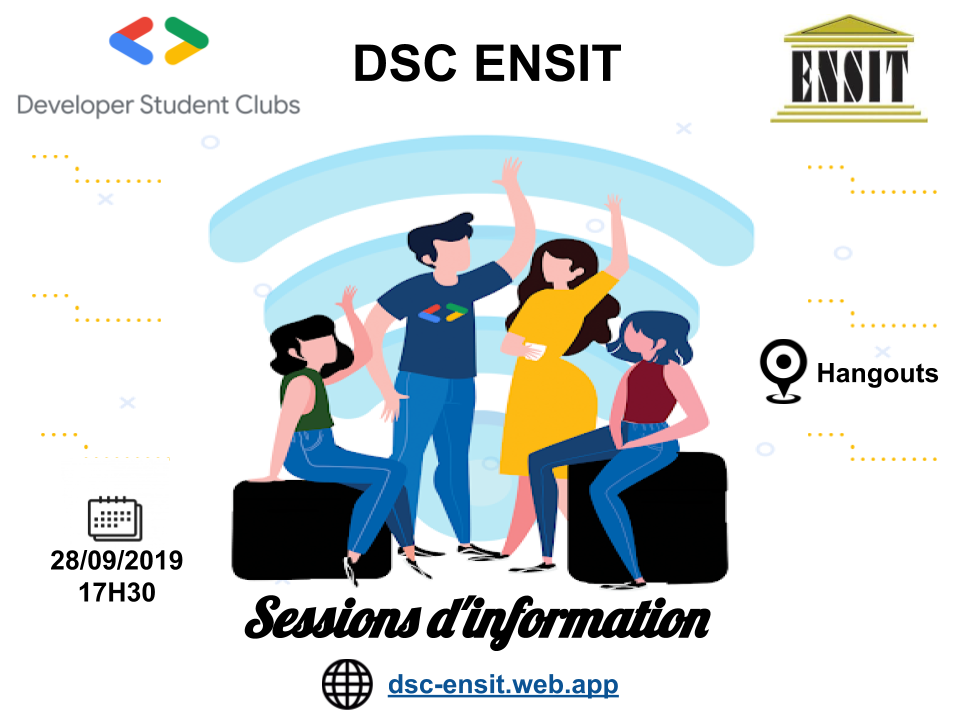 DSC ENSIT
Developer Student Clubs
ENSIT
Hangouts
28/09/2019
17H30
Sessions d'information
dsc-ensit.web.app